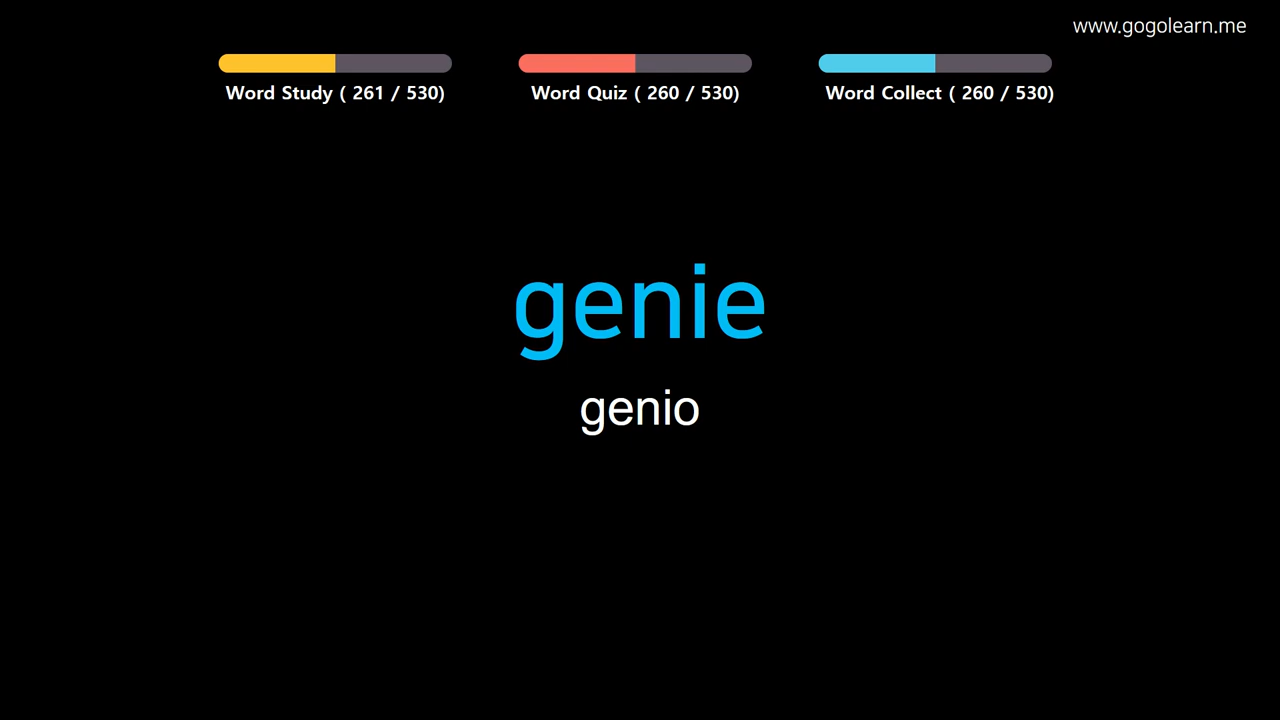 www.gogolearn.me
Word Study ( 261 / 530)
Word Quiz ( 260 / 530)
Word Collect ( 260 / 530)
genie
genio